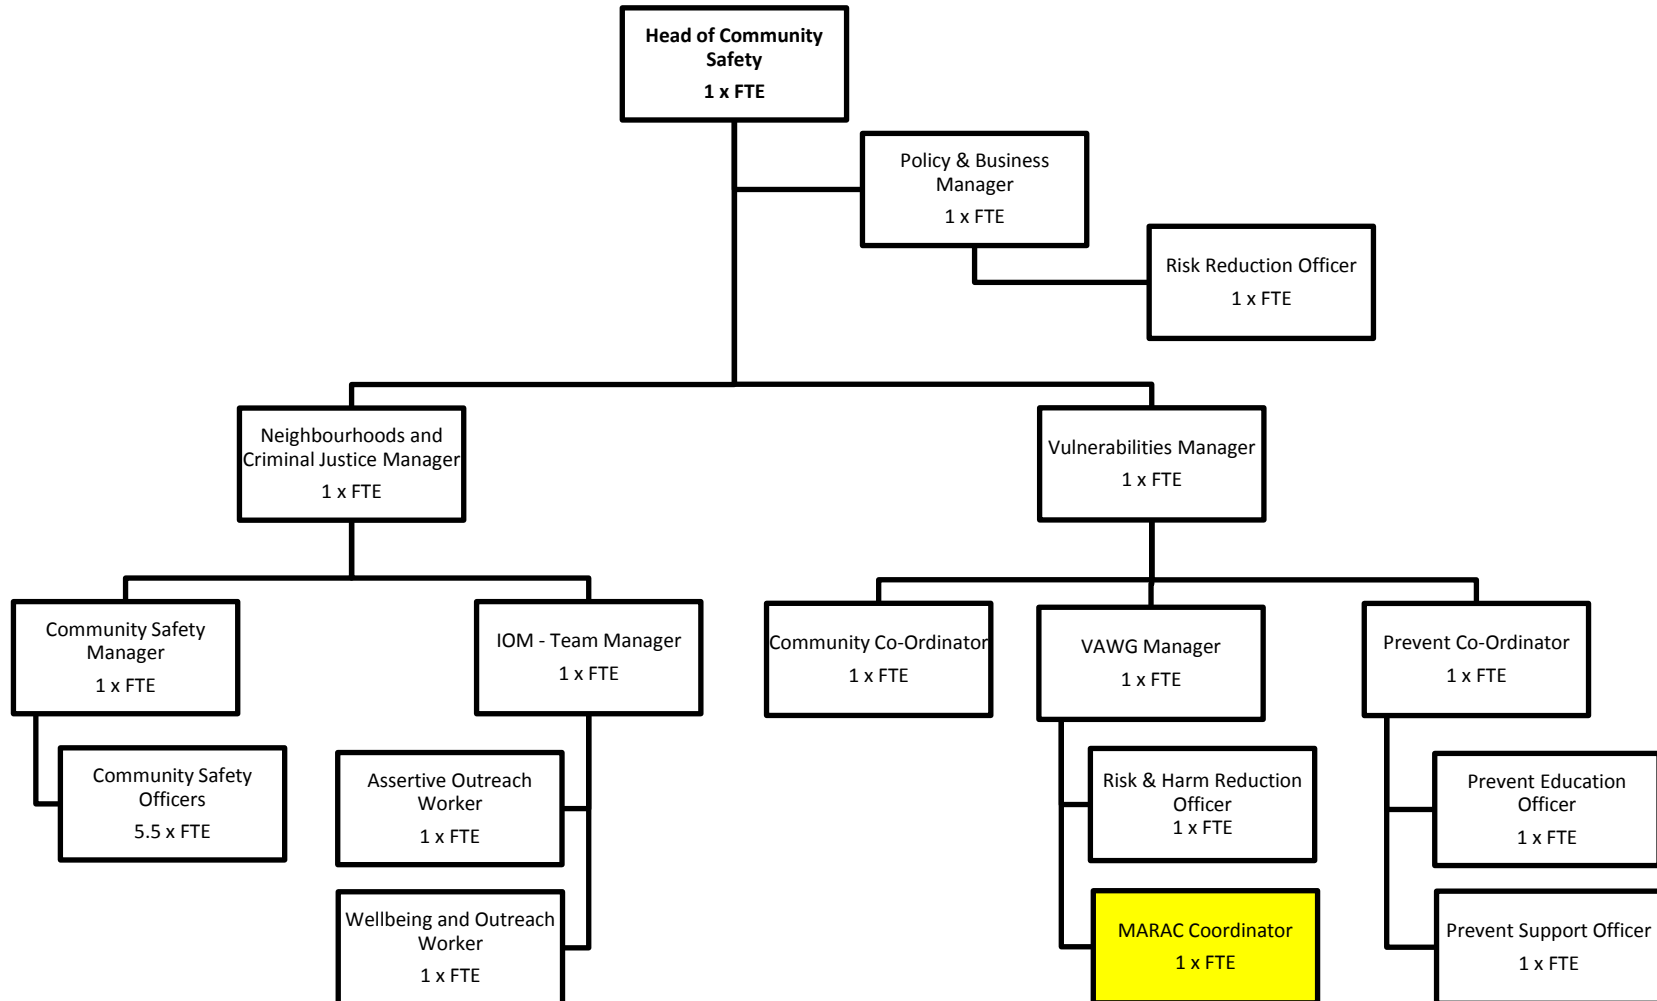 Head of Community
Safety
1 x FTE
Policy & Business
Manager
1 x FTE
Risk Reduction Officer
1 x FTE
Neighbourhoods and
Criminal Justice Manager
1 x FTE
Vulnerabilities Manager
1 x FTE
Community Safety
Manager
1 x FTE
IOM - Team Manager
1 x FTE
Community Co-Ordinator
1 x FTE
VAWG Manager
1 x FTE
Prevent Co-Ordinator
1 x FTE
Community Safety
Officers
5.5 x FTE
Assertive Outreach
Worker
1 x FTE
Risk & Harm Reduction
Officer
1 x FTE
Prevent Education
Officer
1 x FTE
Wellbeing and Outreach
Worker
1 x FTE
MARAC Coordinator
1 x FTE
Prevent Support Officer
1 x FTE